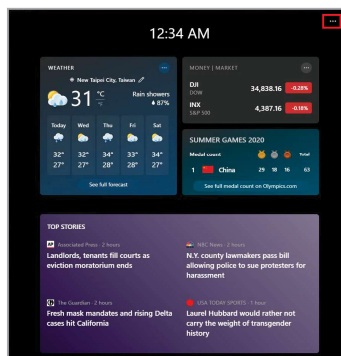 12:34 AM
WEATHER
New Taipei City, Taiwan
31 °C
°F
Rain showers
87%
Today Wed Thu Fri Sat
32° 32° 33° 34° 34°
27° 27° 28° 28° 27°
See full forecast
MONEY | MARKET
DJI
DOW
34,838.16 -0.28%
INX
S&P 500
4,387.16 -0.18%
SUMMER GAMES 2020
Medal count Total
1 China 29 18 16 63
See full medal count on Olympics.com
TOP STORIES
AP Associated Press · 2 hours
Landlords, tenants fill courts as
eviction moratorium ends
NRC News · 2 hours
N.Y. county lawmakers pass bill
allowing police to sue protesters for
harassment
The Guardian · 2 hours
Fresh mask mandates and rising Delta
cases hit California
USA TODAY SPORTS · 1 hour
Laurel Hubbard would rather not
carry the weight of transgender
history